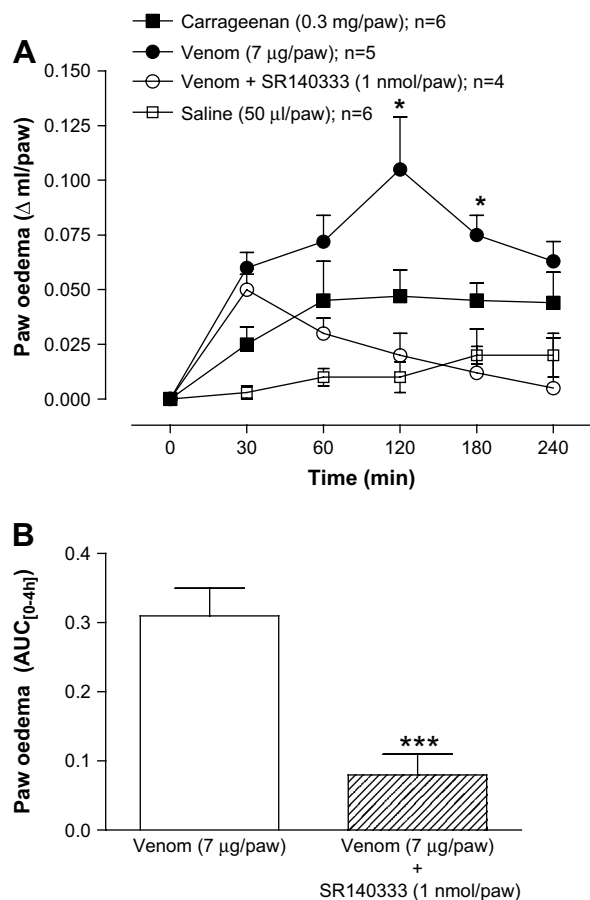 Carrageenan (0.3 mg/paw); n=6
A
Venom (7 µg/paw); n=5
Venom + SR140333 (1 nmol/paw); n=4
Saline (50 µl/paw); n=6
0.150
0.125
0.100
0.075
0.050
0.025
0.000
Paw oedema (Δ ml/paw)
*
*
0 30 60 120 180 240
Time (min)
B
0.4
0.3
0.2
0.1
0.0
Paw oedema (AUC[0-4h])
***
Venom (7 µg/paw)
Venom (7 µg/paw)
+
SR140333 (1 nmol/paw)